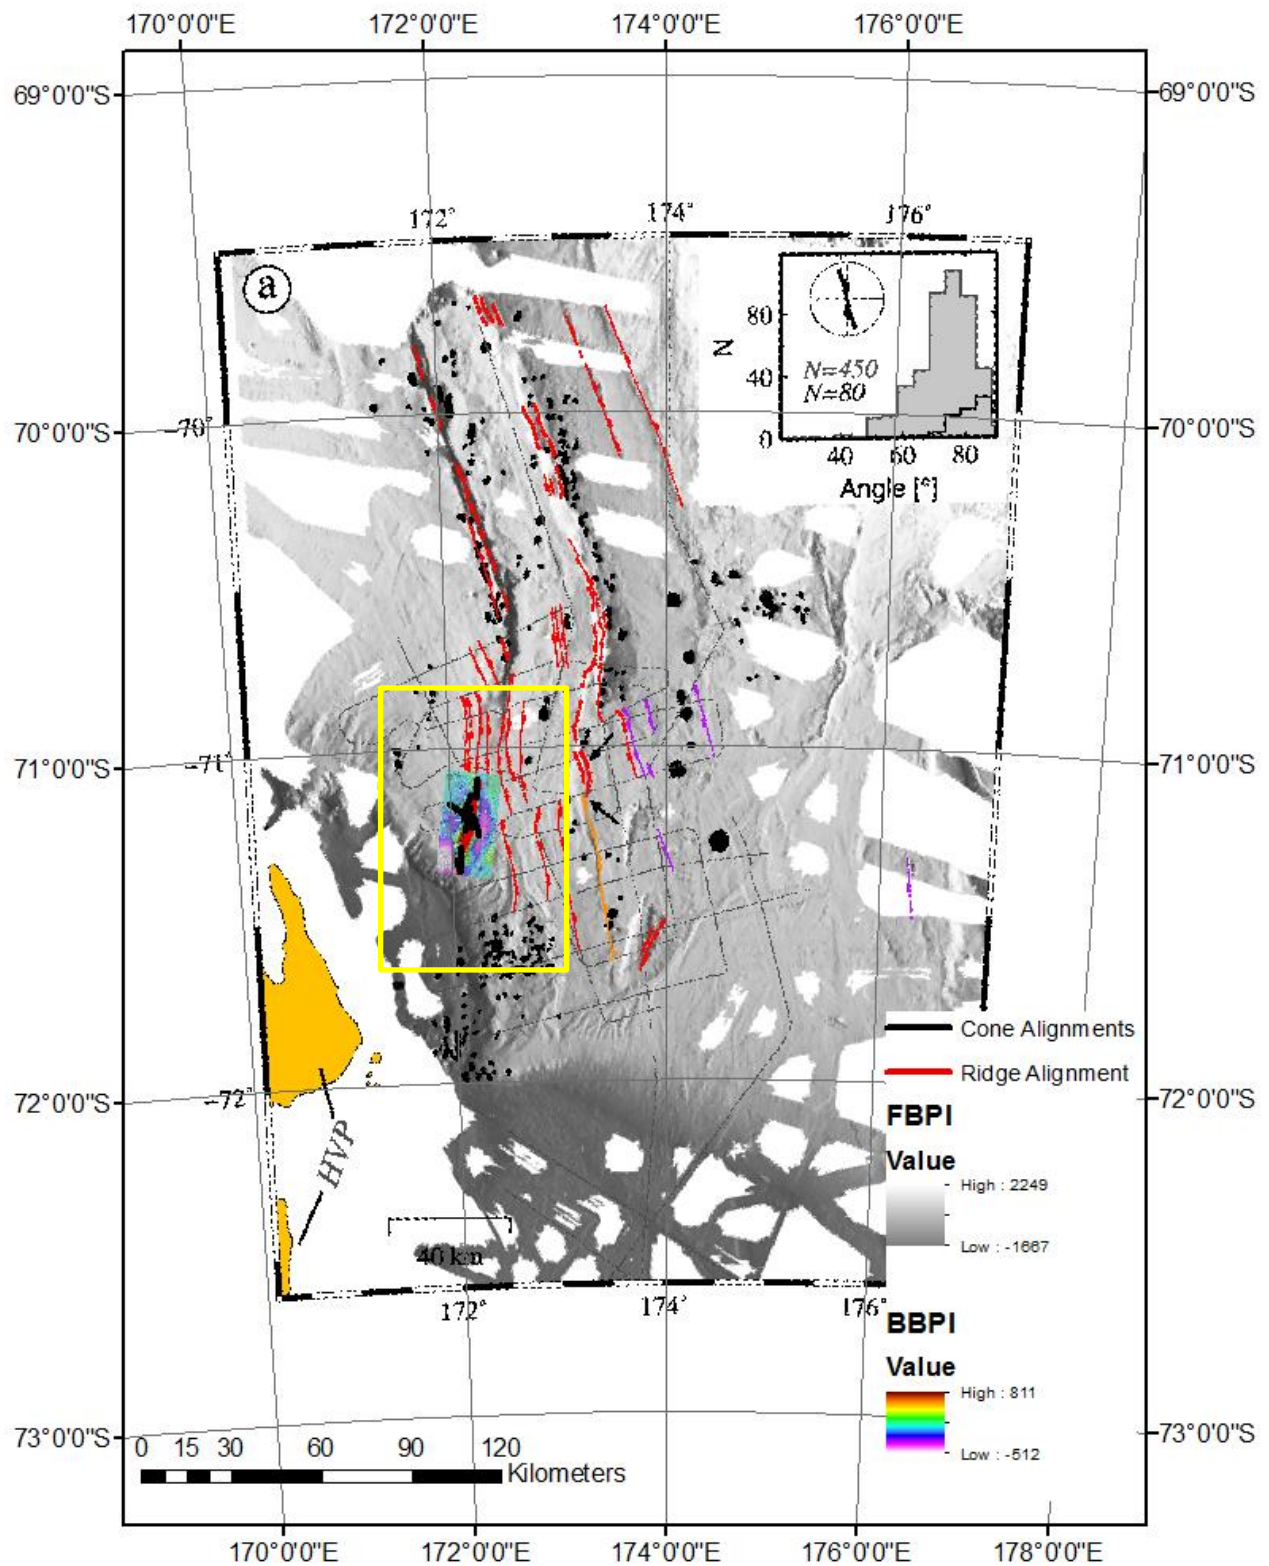 170°0'0"E 172°0'0"E 174°0'0"E 176°0'0"E
69°0'0"S 69°0'0"S
172° 174° 176°
a
80
N
40
0
N=450
N=80
40 60 80
Angle [°]
-70°
70°0'0"S 70°0'0"S
-71°
71°0'0"S 71°0'0"S
Cone Alignments
Ridge Alignment
-72°
72°0'0"S 72°0'0"S
HVP
FBPI
Value
High : 2249
Low : -1667
40 km
172° 174° 176°
BBPI
Value
High : 811
Low : -512
73°0'0"S 73°0'0"S
0 15 30 60 90 120
Kilometers
170°0'0"E 172°0'0"E 174°0'0"E 176°0'0"E 178°0'0"E